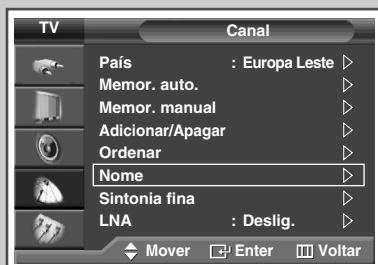 TV
Canal
País : Europa Leste
Memor. auto.
Memor. manual
Adicionar/Apagar
Ordenar
Nome
Sintonia fina
LNA : Deslig.
Mover Enter Voltar